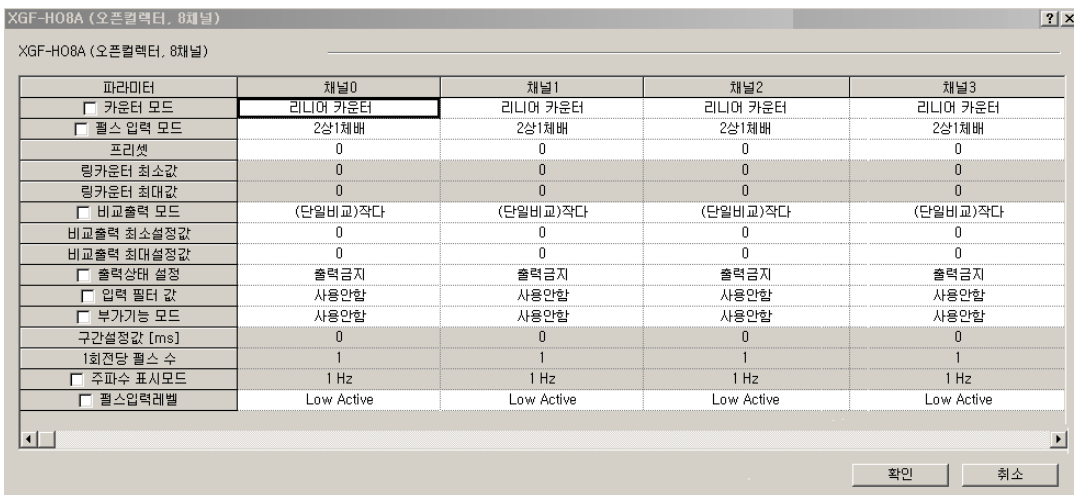 XGF-HO8A (오픈컬렉터, 8채널)
XGF-HO8A (오픈컬렉터, 8채널)
파라미터 채널0 채널1 채널2 채널3
카운터 모드 리니어 카운터 리니어 카운터 리니어 카운터 리니어 카운터
펄스 입력 모드 2상1체배 2상1체배 2상1체배 2상1체배
프리셋 0 0 0 0
링카운터 최소값 0 0 0 0
링카운터 최대값 0 0 0 0
비교출력 모드 (단일비교)작다 (단일비교)작다 (단일비교)작다 (단일비교)작다
비교출력 최소설정값 0 0 0 0
비교출력 최대설정값 0 0 0 0
출력상태 설정 출력금지 출력금지 출력금지 출력금지
입력 필터 값 사용안함 사용안함 사용안함 사용안함
부가기능 모드 사용안함 사용안함 사용안함 사용안함
구간설정값 [ms] 0 0 0 0
1회전당 펄스 수 1 1 1 1
주파수 표시모드 1 Hz 1 Hz 1 Hz 1 Hz
펄스입력레벨 Low Active Low Active Low Active Low Active
확인 취소